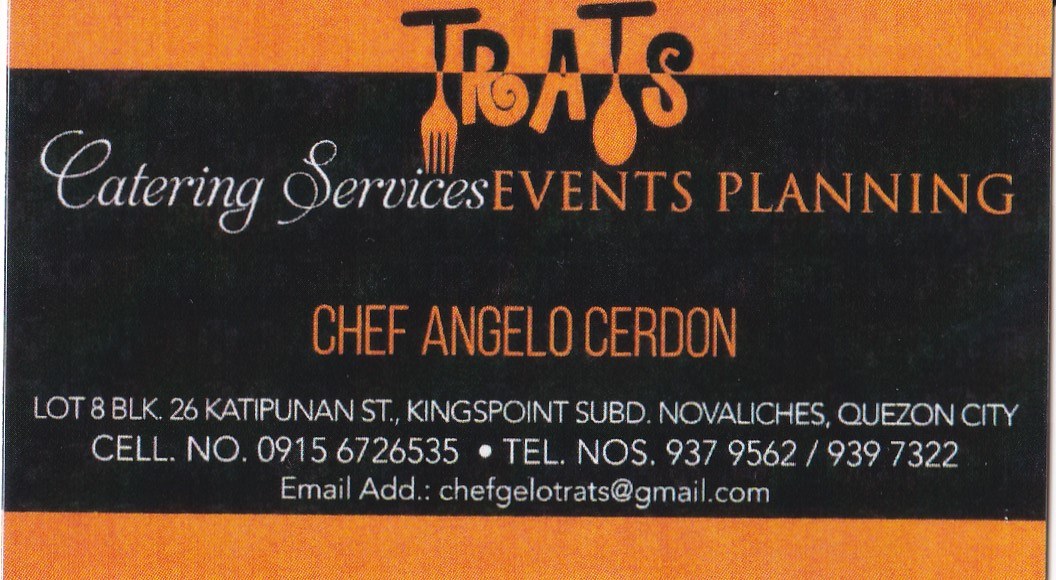 TRATS
Catering Services EVENTS PLANNING
CHEF ANGELO CERDON
LOT 8 BLK. 26 KATIPUNAN ST., KINGSPOINT SUBD. NOVALICHES, QUEZON CITY
CELL. NO. 0915 6726535 • TEL. NOS. 937 9562 / 939 7322
Email Add.: chefgelotrats@gmail.com